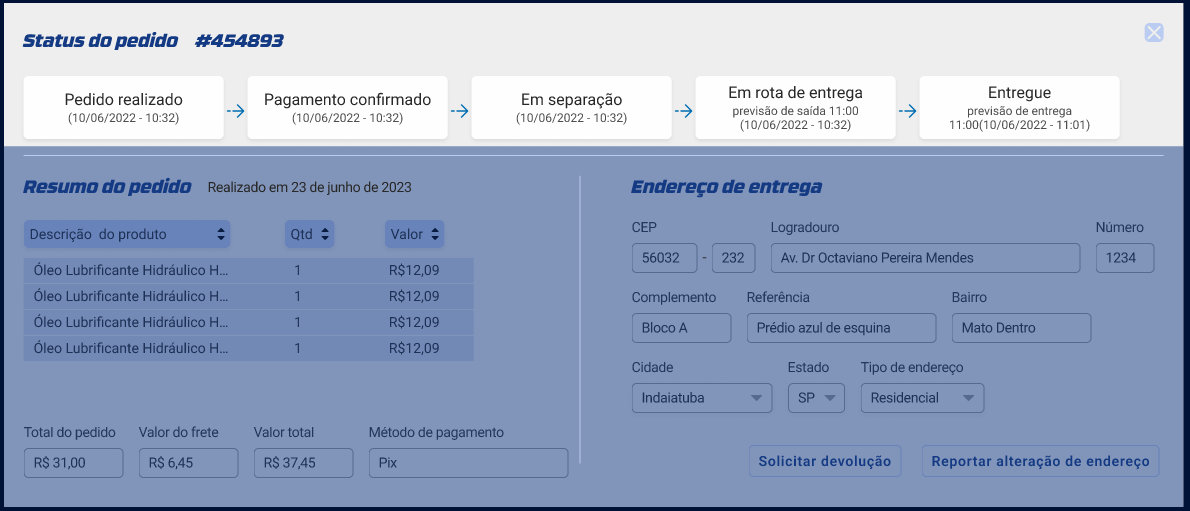 Status do pedido #454893
Pedido realizado
(10/06/2022 - 10:32)
Pagamento confirmado
(10/06/2022 - 10:32)
Em separação
(10/06/2022 - 10:32)
Em rota de entrega
previsão de saída 11:00
(10/06/2022 - 10:32)
Entregue
previsão de entrega
11:00(10/06/2022 - 11:01)
Resumo do pedido Realizado em 23 de junho de 2023
Descrição do produto Qtd Valor
Óleo Lubrificante Hidráulico H... 1 R$12,09
Óleo Lubrificante Hidráulico H... 1 R$12,09
Óleo Lubrificante Hidráulico H... 1 R$12,09
Óleo Lubrificante Hidráulico H... 1 R$12,09
Total do pedido Valor do frete Valor total Método de pagamento
R$ 31,00 R$ 6,45 R$ 37,45 Pix
Endereço de entrega
CEP Logradouro Número
56032 - 232 Av. Dr Octaviano Pereira Mendes 1234
Complemento Referência Bairro
Bloco A Prédio azul de esquina Mato Dentro
Cidade Estado Tipo de endereço
Indaiatuba SP Residencial
Solicitar devolução Reportar alteração de endereço